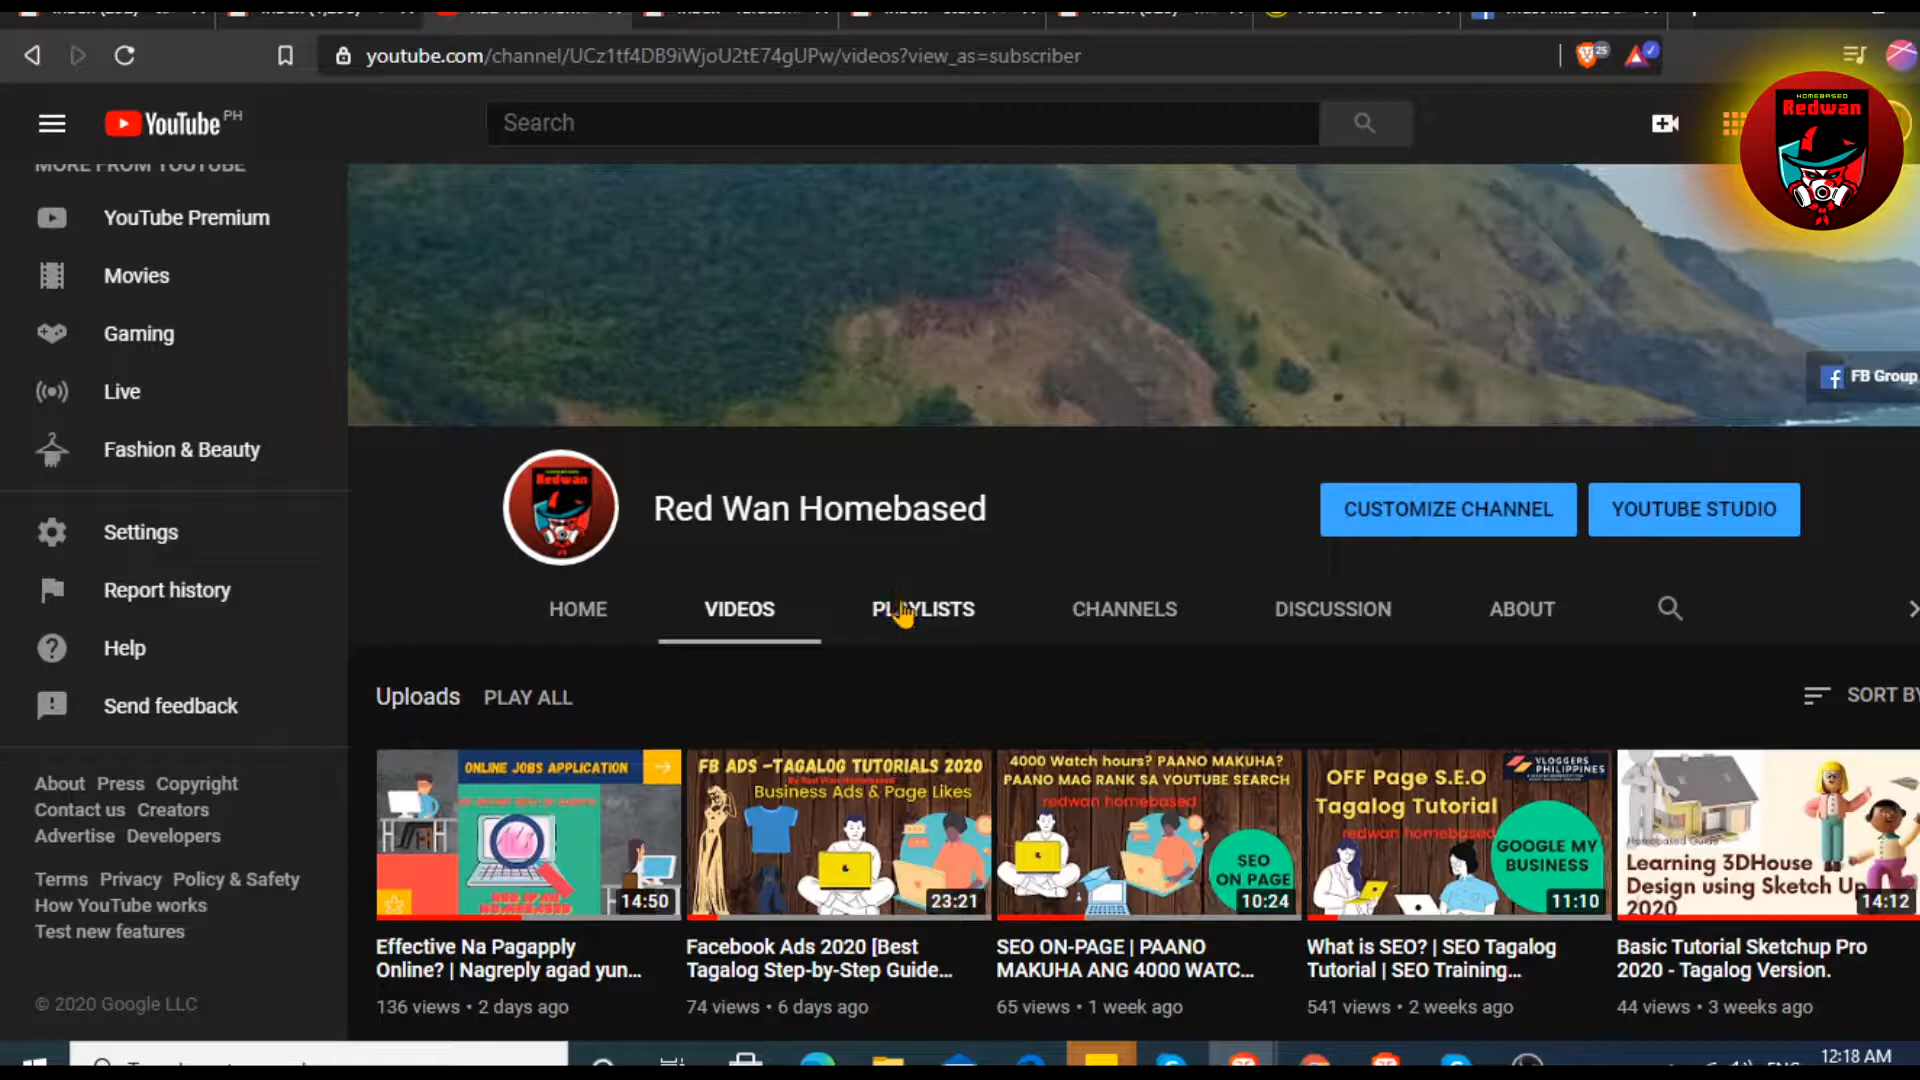 youtube.com/channel/UCz1tf4DB9iWjoU2tE74gUPw/videos?view_as=subscriber
25
YouTube PH
Search
HOMEBASED
Redwan
MORE FROM YOUTUBE
YouTube Premium
Movies
Gaming
Live
Fashion & Beauty
Settings
Report history
Help
Send feedback
About Press Copyright
Contact us Creators
Advertise Developers
Terms Privacy Policy & Safety
How YouTube works
Test new features
© 2020 Google LLC
FB Group
Redwan
Red Wan Homebased
CUSTOMIZE CHANNEL
YOUTUBE STUDIO
HOME
VIDEOS
PLAYLISTS
CHANNELS
DISCUSSION
ABOUT
Uploads PLAY ALL
SORT BY
ONLINE JOBS APPLICATION
14:50
Effective Na Pagapply
Online? | Nagreply agad yun...
136 views • 2 days ago
FB ADS -TAGALOG TUTORIALS 2020
By Red Wan Homebased
Business Ads & Page Likes
23:21
Facebook Ads 2020 [Best
Tagalog Step-by-Step Guide...
74 views • 6 days ago
4000 Watch hours? PAANO MAKUHA?
PAANO MAG RANK SA YOUTUBE SEARCH
redwan homebased
SEO
ON PAGE
10:24
SEO ON-PAGE | PAANO
MAKUHA ANG 4000 WATC...
65 views • 1 week ago
VLOGGERS
PHILIPPINES
OFF Page S.E.O
Tagalog Tutorial
redwan homebased
GOOGLE MY
BUSINESS
11:10
What is SEO? | SEO Tagalog
Tutorial | SEO Training...
541 views • 2 weeks ago
Homebased Guide
Learning 3DHouse
Design using Sketch Up
2020
14:12
Basic Tutorial Sketchup Pro
2020 - Tagalog Version.
44 views • 3 weeks ago
12:18 AM